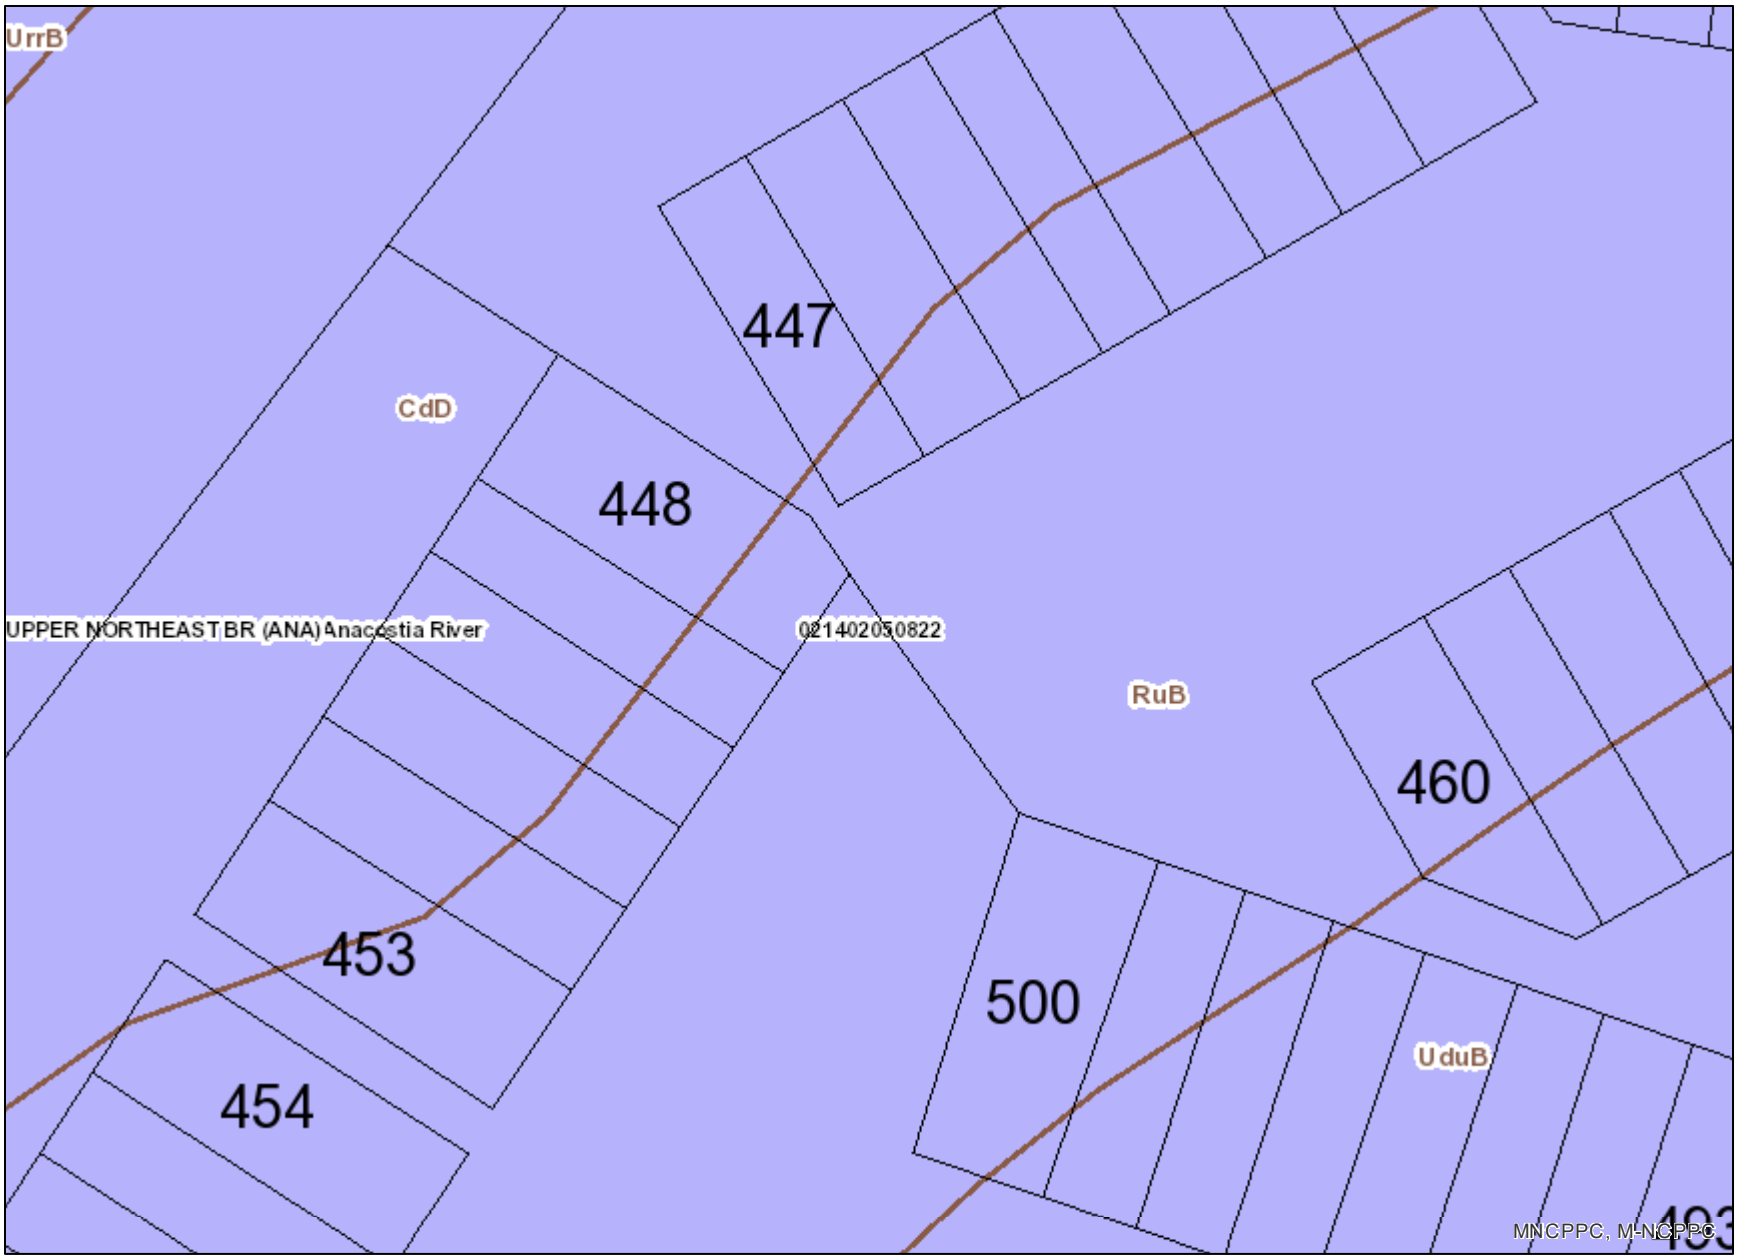 UrrB
447
CdD
448
UPPER NORTHEAST BR (ANA) Anacostia River
021402050822
RuB
460
453
500
UduB
454
493
MNCPPC, M-NCPPC